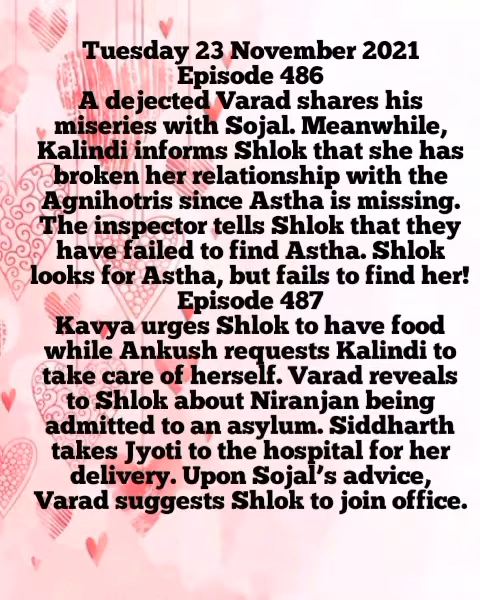 Tuesday 23 November 2021
Episode 486
A dejected Varad shares his
miseries with Sojal. Meanwhile,
Kalindi informs Shlok that she has
broken her relationship with the
Agnihotris since Astha is missing.
The inspector tells Shlok that they
have failed to find Astha. Shlok
looks for Astha, but fails to find her!
Episode 487
Kavya urges Shlok to have food
while Ankush requests Kalindi to
take care of herself. Varad reveals
to Shlok about Niranjan being
admitted to an asylum. Siddharth
takes Jyoti to the hospital for her
delivery. Upon Sojal’s advice,
Varad suggests Shlok to join office.